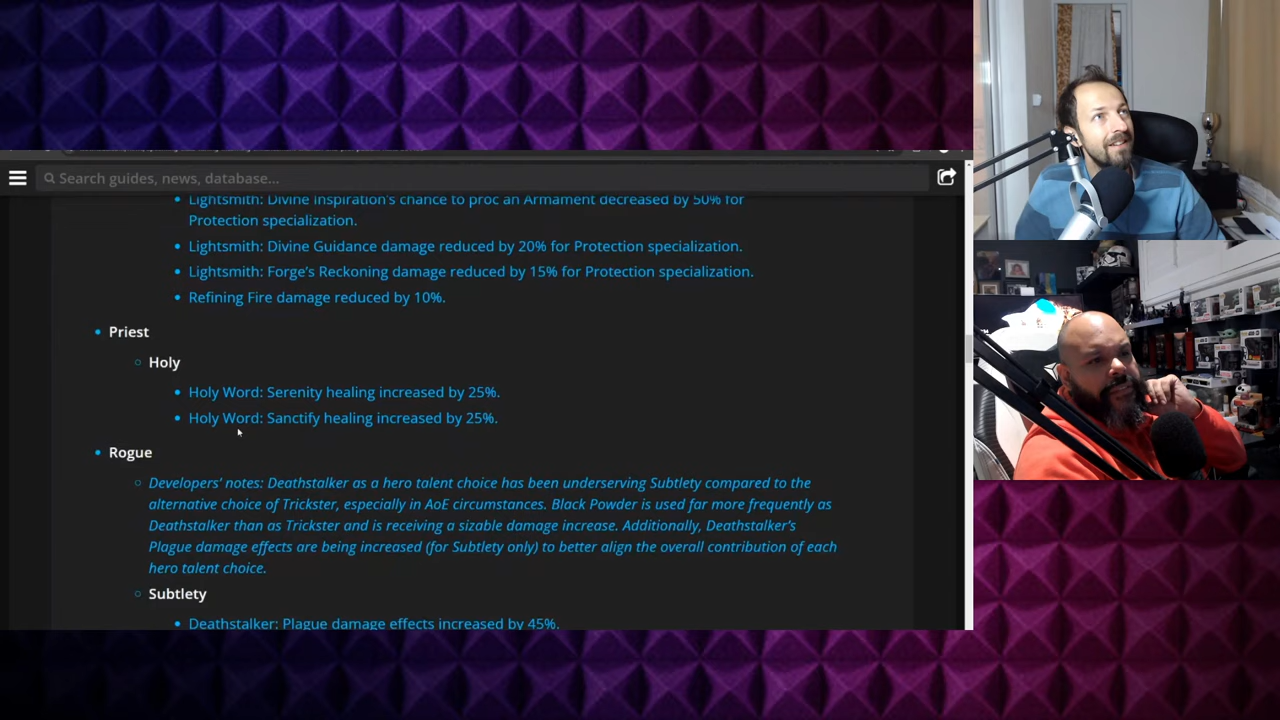 Search guides, news, database...
Lightsmith: Divine Inspiration's chance to proc an Armament decreased by 50% for
Protection specialization.
Lightsmith: Divine Guidance damage reduced by 20% for Protection specialization.
Lightsmith: Forge's Reckoning damage reduced by 15% for Protection specialization.
Refining Fire damage reduced by 10%.
Priest
Holy
Holy Word: Serenity healing increased by 25%.
Holy Word: Sanctify healing increased by 25%.
Rogue
Developers' notes: Deathstalker as a hero talent choice has been underserving Subtlety compared to the
alternative choice of Trickster, especially in AoE circumstances. Black Powder is used far more frequently as
Deathstalker than as Trickster and is receiving a sizable damage increase. Additionally, Deathstalker's
Plague damage effects are being increased (for Subtlety only) to better align the overall contribution of each
hero talent choice.
Subtlety
Deathstalker: Plague damage effects increased by 45%.